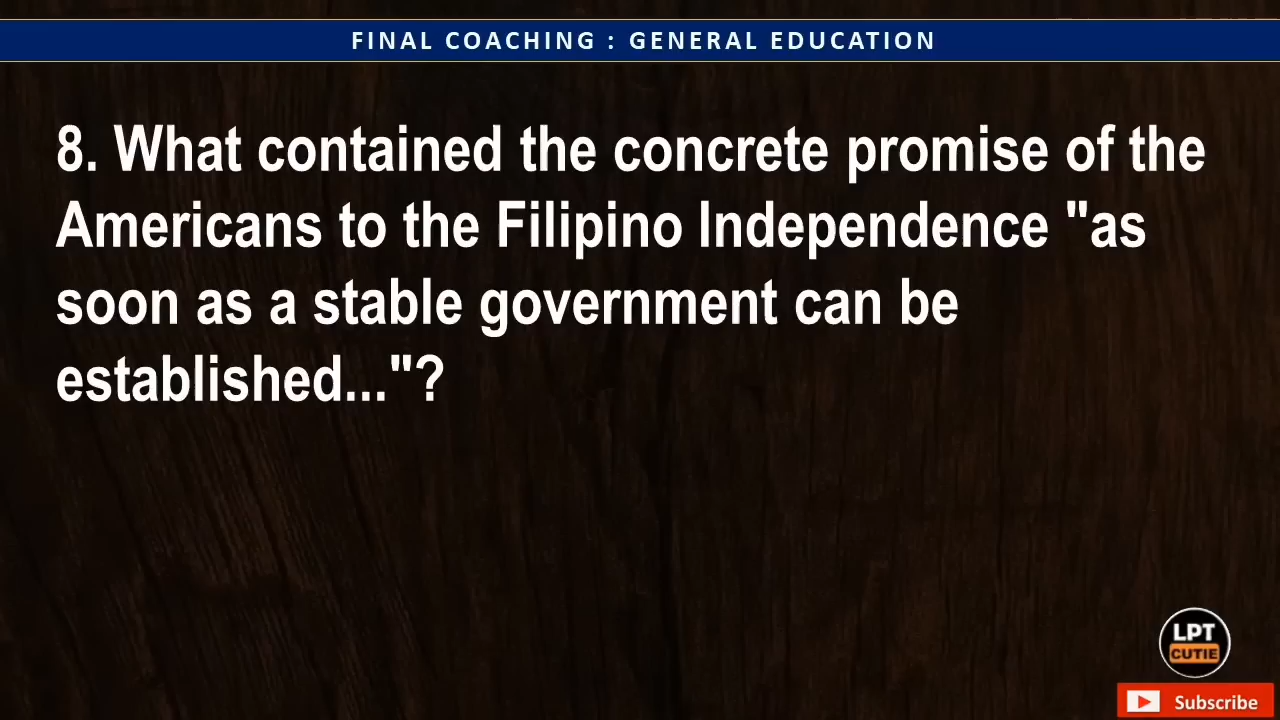 FINAL COACHING : GENERAL EDUCATION
8. What contained the concrete promise of the
Americans to the Filipino Independence "as
soon as a stable government can be
established..."?
LPT
CUTIE
Subscribe